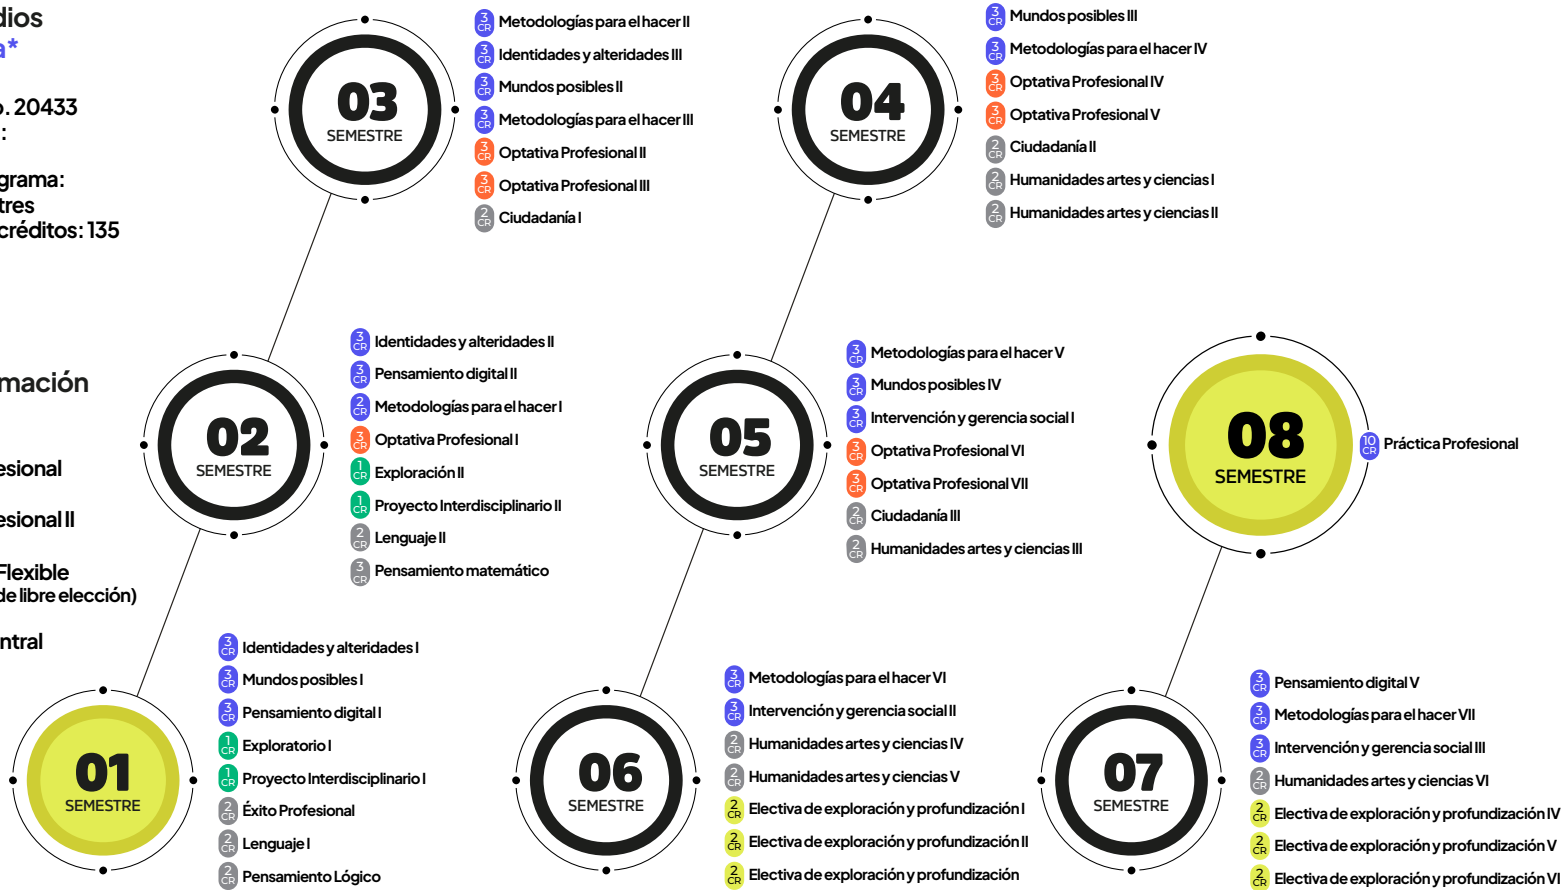 dios
a*
o. 20433
:
grama:
tres
créditos: 135
mación
esional
esional II
Flexible
de libre elección)
ntral
03
SEMESTRE
3 CR Metodologías para el hacer II
3 CR Identidades y alteridades III
3 CR Mundos posibles II
3 CR Metodologías para el hacer III
3 CR Optativa Profesional II
3 CR Optativa Profesional III
2 CR Ciudadanía I
04
SEMESTRE
3 CR Mundos posibles III
3 CR Metodologías para el hacer IV
3 CR Optativa Profesional IV
3 CR Optativa Profesional V
2 CR Ciudadanía II
2 CR Humanidades artes y ciencias I
2 CR Humanidades artes y ciencias II
02
SEMESTRE
3 CR Identidades y alteridades II
3 CR Pensamiento digital II
2 CR Metodologías para el hacer I
3 CR Optativa Profesional I
1 CR Exploración II
1 CR Proyecto Interdisciplinario II
2 CR Lenguaje II
3 CR Pensamiento matemático
05
SEMESTRE
3 CR Metodologías para el hacer V
3 CR Mundos posibles IV
3 CR Intervención y gerencia social I
3 CR Optativa Profesional VI
3 CR Optativa Profesional VII
2 CR Ciudadanía III
2 CR Humanidades artes y ciencias III
08
SEMESTRE
10 CR Práctica Profesional
01
SEMESTRE
3 CR Identidades y alteridades I
3 CR Mundos posibles I
3 CR Pensamiento digital I
1 CR Exploratorio I
1 CR Proyecto Interdisciplinario I
2 CR Éxito Profesional
2 CR Lenguaje I
2 CR Pensamiento Lógico
06
SEMESTRE
3 CR Metodologías para el hacer VI
3 CR Intervención y gerencia social II
2 CR Humanidades artes y ciencias IV
2 CR Humanidades artes y ciencias V
2 CR Electiva de exploración y profundización I
2 CR Electiva de exploración y profundización II
2 CR Electiva de exploración y profundización
07
SEMESTRE
3 CR Pensamiento digital V
3 CR Metodologías para el hacer VII
3 CR Intervención y gerencia social III
2 CR Humanidades artes y ciencias VI
2 CR Electiva de exploración y profundización IV
2 CR Electiva de exploración y profundización V
2 CR Electiva de exploración y profundización VI